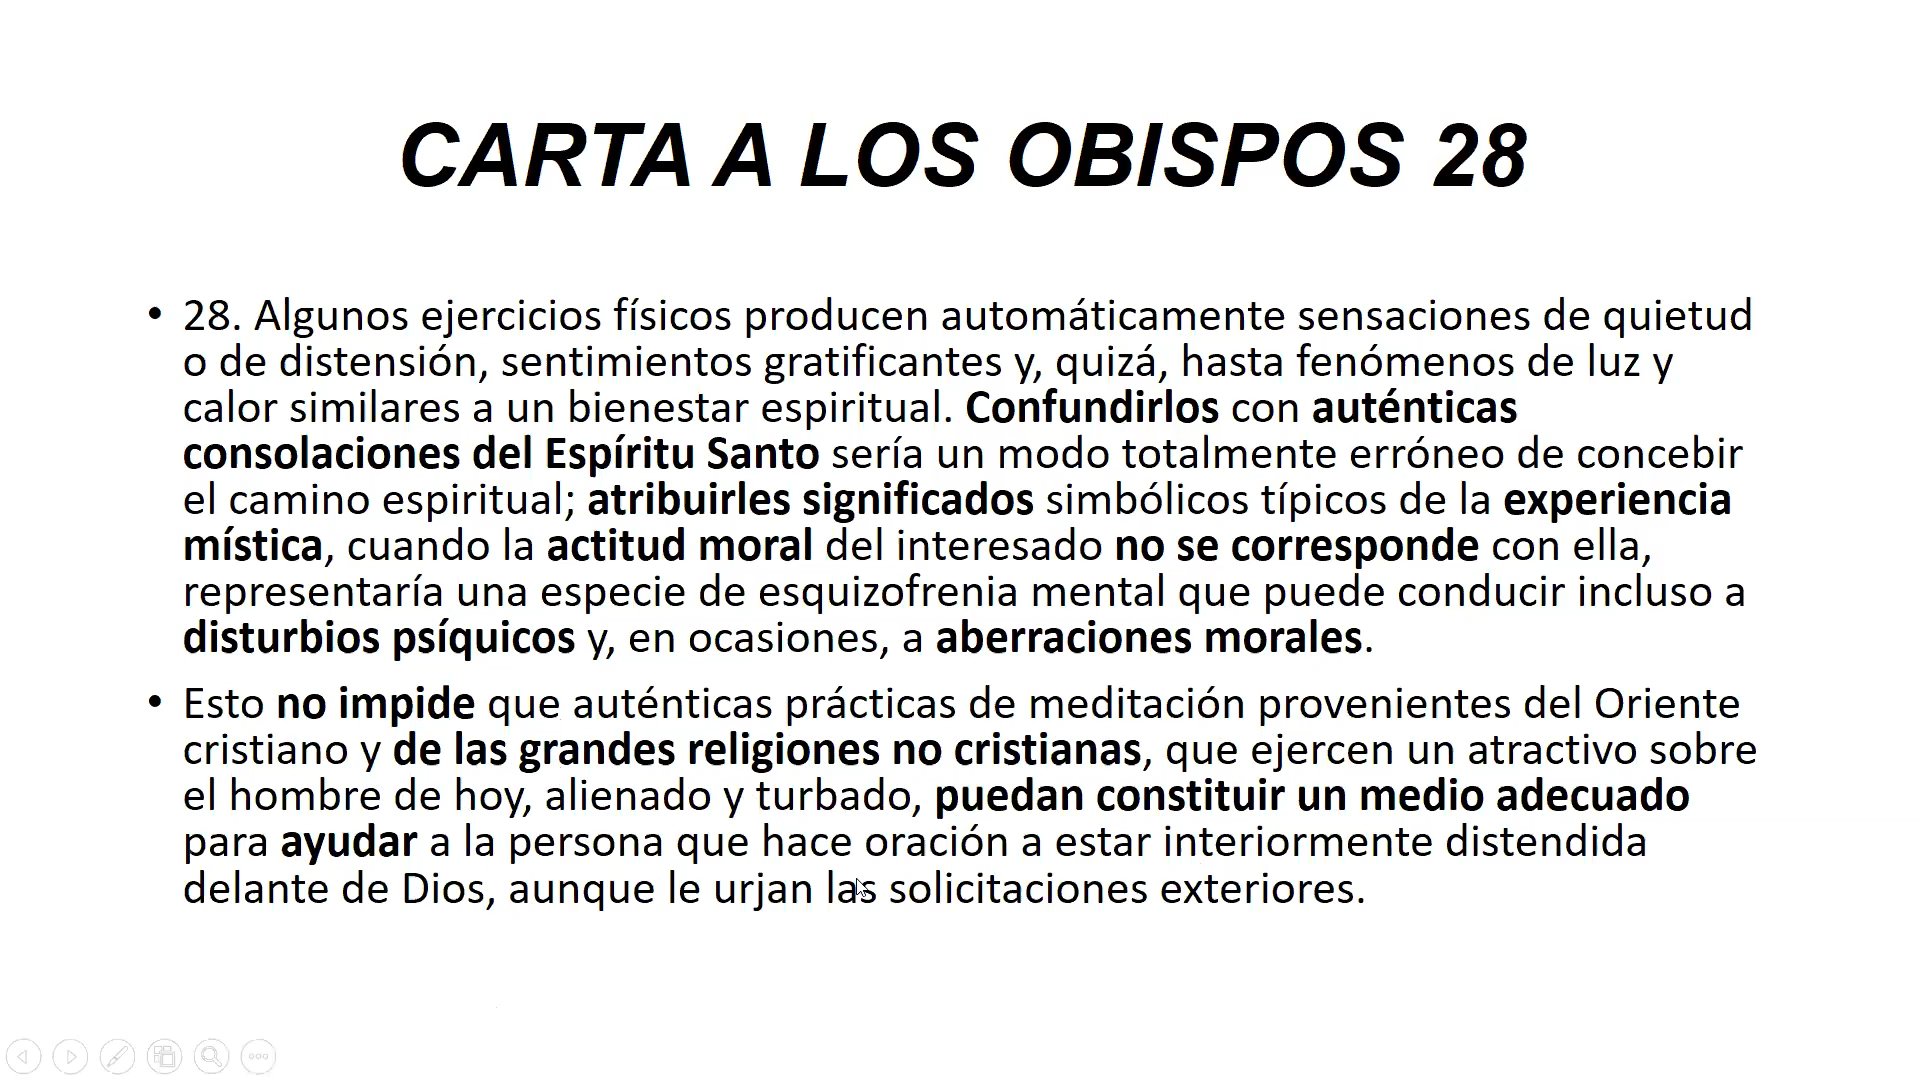 CARTA A LOS OBISPOS 28
• 28. Algunos ejercicios físicos producen automáticamente sensaciones de quietud
o de distensión, sentimientos gratificantes y, quizá, hasta fenómenos de luz y
calor similares a un bienestar espiritual. Confundirlos con auténticas
consolaciones del Espíritu Santo sería un modo totalmente erróneo de concebir
el camino espiritual; atribuirles significados simbólicos típicos de la experiencia
mística, cuando la actitud moral del interesado no se corresponde con ella,
representaría una especie de esquizofrenia mental que puede conducir incluso a
disturbios psíquicos y, en ocasiones, a aberraciones morales.
• Esto no impide que auténticas prácticas de meditación provenientes del Oriente
cristiano y de las grandes religiones no cristianas, que ejercen un atractivo sobre
el hombre de hoy, alienado y turbado, puedan constituir un medio adecuado
para ayudar a la persona que hace oración a estar interiormente distendida
delante de Dios, aunque le urjan las solicitaciones exteriores.